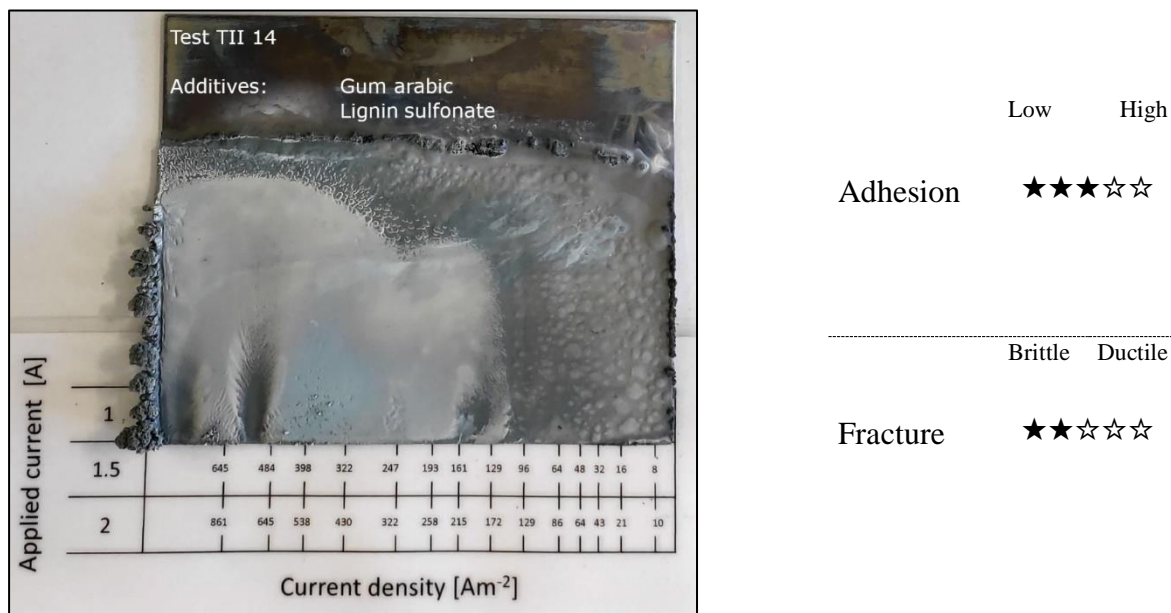 Test TII 14
Additives: Gum arabic
Lignin sulfonate
Low High
Adhesion ★★★☆☆
Brittle Ductile
Fracture ★★☆☆☆
Applied current [A]
1
1.5 645 484 398 322 247 193 161 129 96 64 48 32 16 8
2 861 645 538 430 322 258 215 172 129 86 64 43 21 10
Current density [Am⁻²]